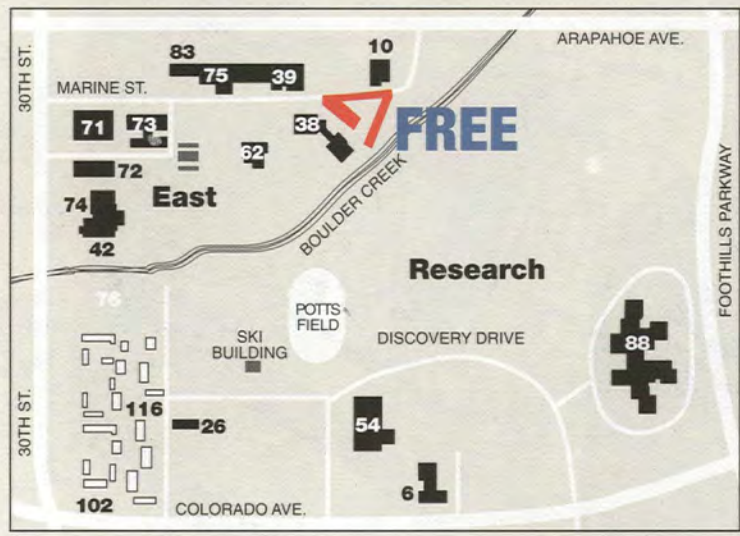 83
10
ARAPAHOE AVE.
30TH ST.
75
39
MARINE ST.
71
73
38
FREE
62
72
East
74
42
BOULDER CREEK
Research
FOOTHILLS PARKWAY
76
POTTS
FIELD
SKI
BUILDING
DISCOVERY DRIVE
88
30TH ST.
116
26
54
6
102
COLORADO AVE.